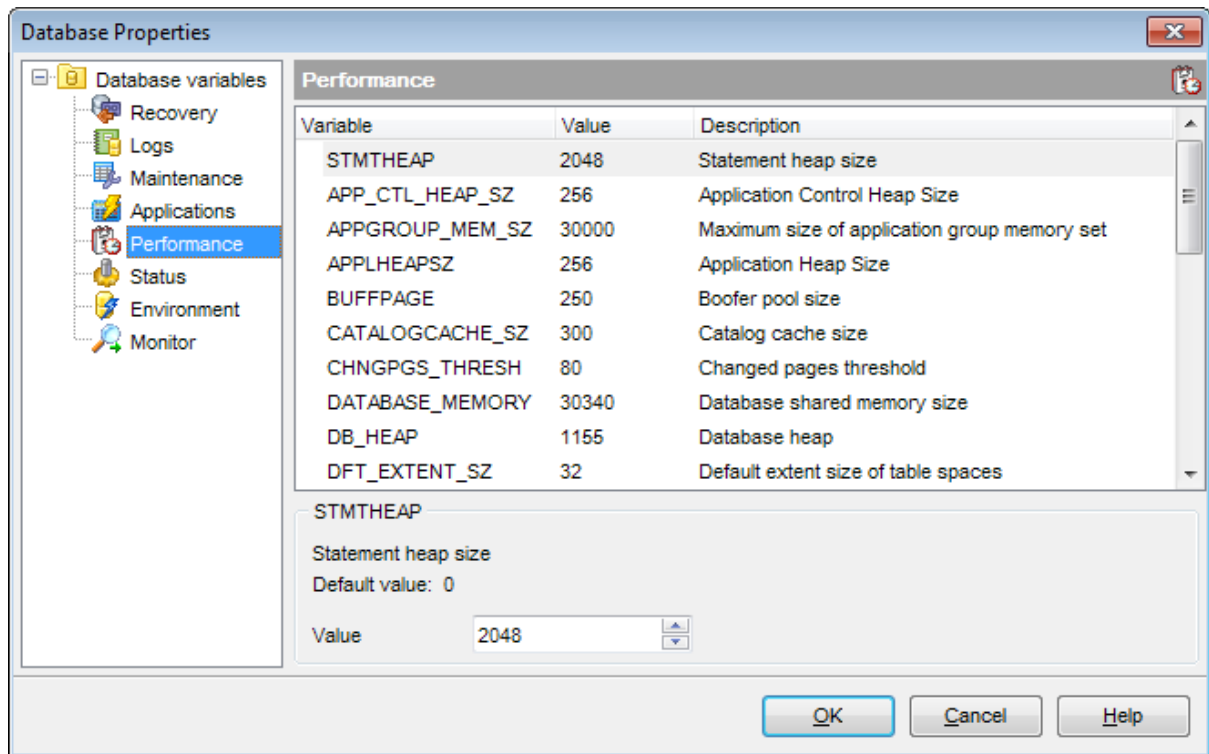 Database Properties
Database variables
Recovery
Logs
Maintenance
Applications
Performance
Status
Environment
Monitor
Performance
Variable Value Description
STMTHEAP 2048 Statement heap size
APP_CTL_HEAP_SZ 256 Application Control Heap Size
APPGROUP_MEM_SZ 30000 Maximum size of application group memory set
APPLHEAPSZ 256 Application Heap Size
BUFFPAGE 250 Boofer pool size
CATALOGCACHE_SZ 300 Catalog cache size
CHNGPGS_THRESH 80 Changed pages threshold
DATABASE_MEMORY 30340 Database shared memory size
DB_HEAP 1155 Database heap
DFT_EXTENT_SZ 32 Default extent size of table spaces
STMTHEAP
Statement heap size
Default value: 0
Value 2048
OK Cancel Help